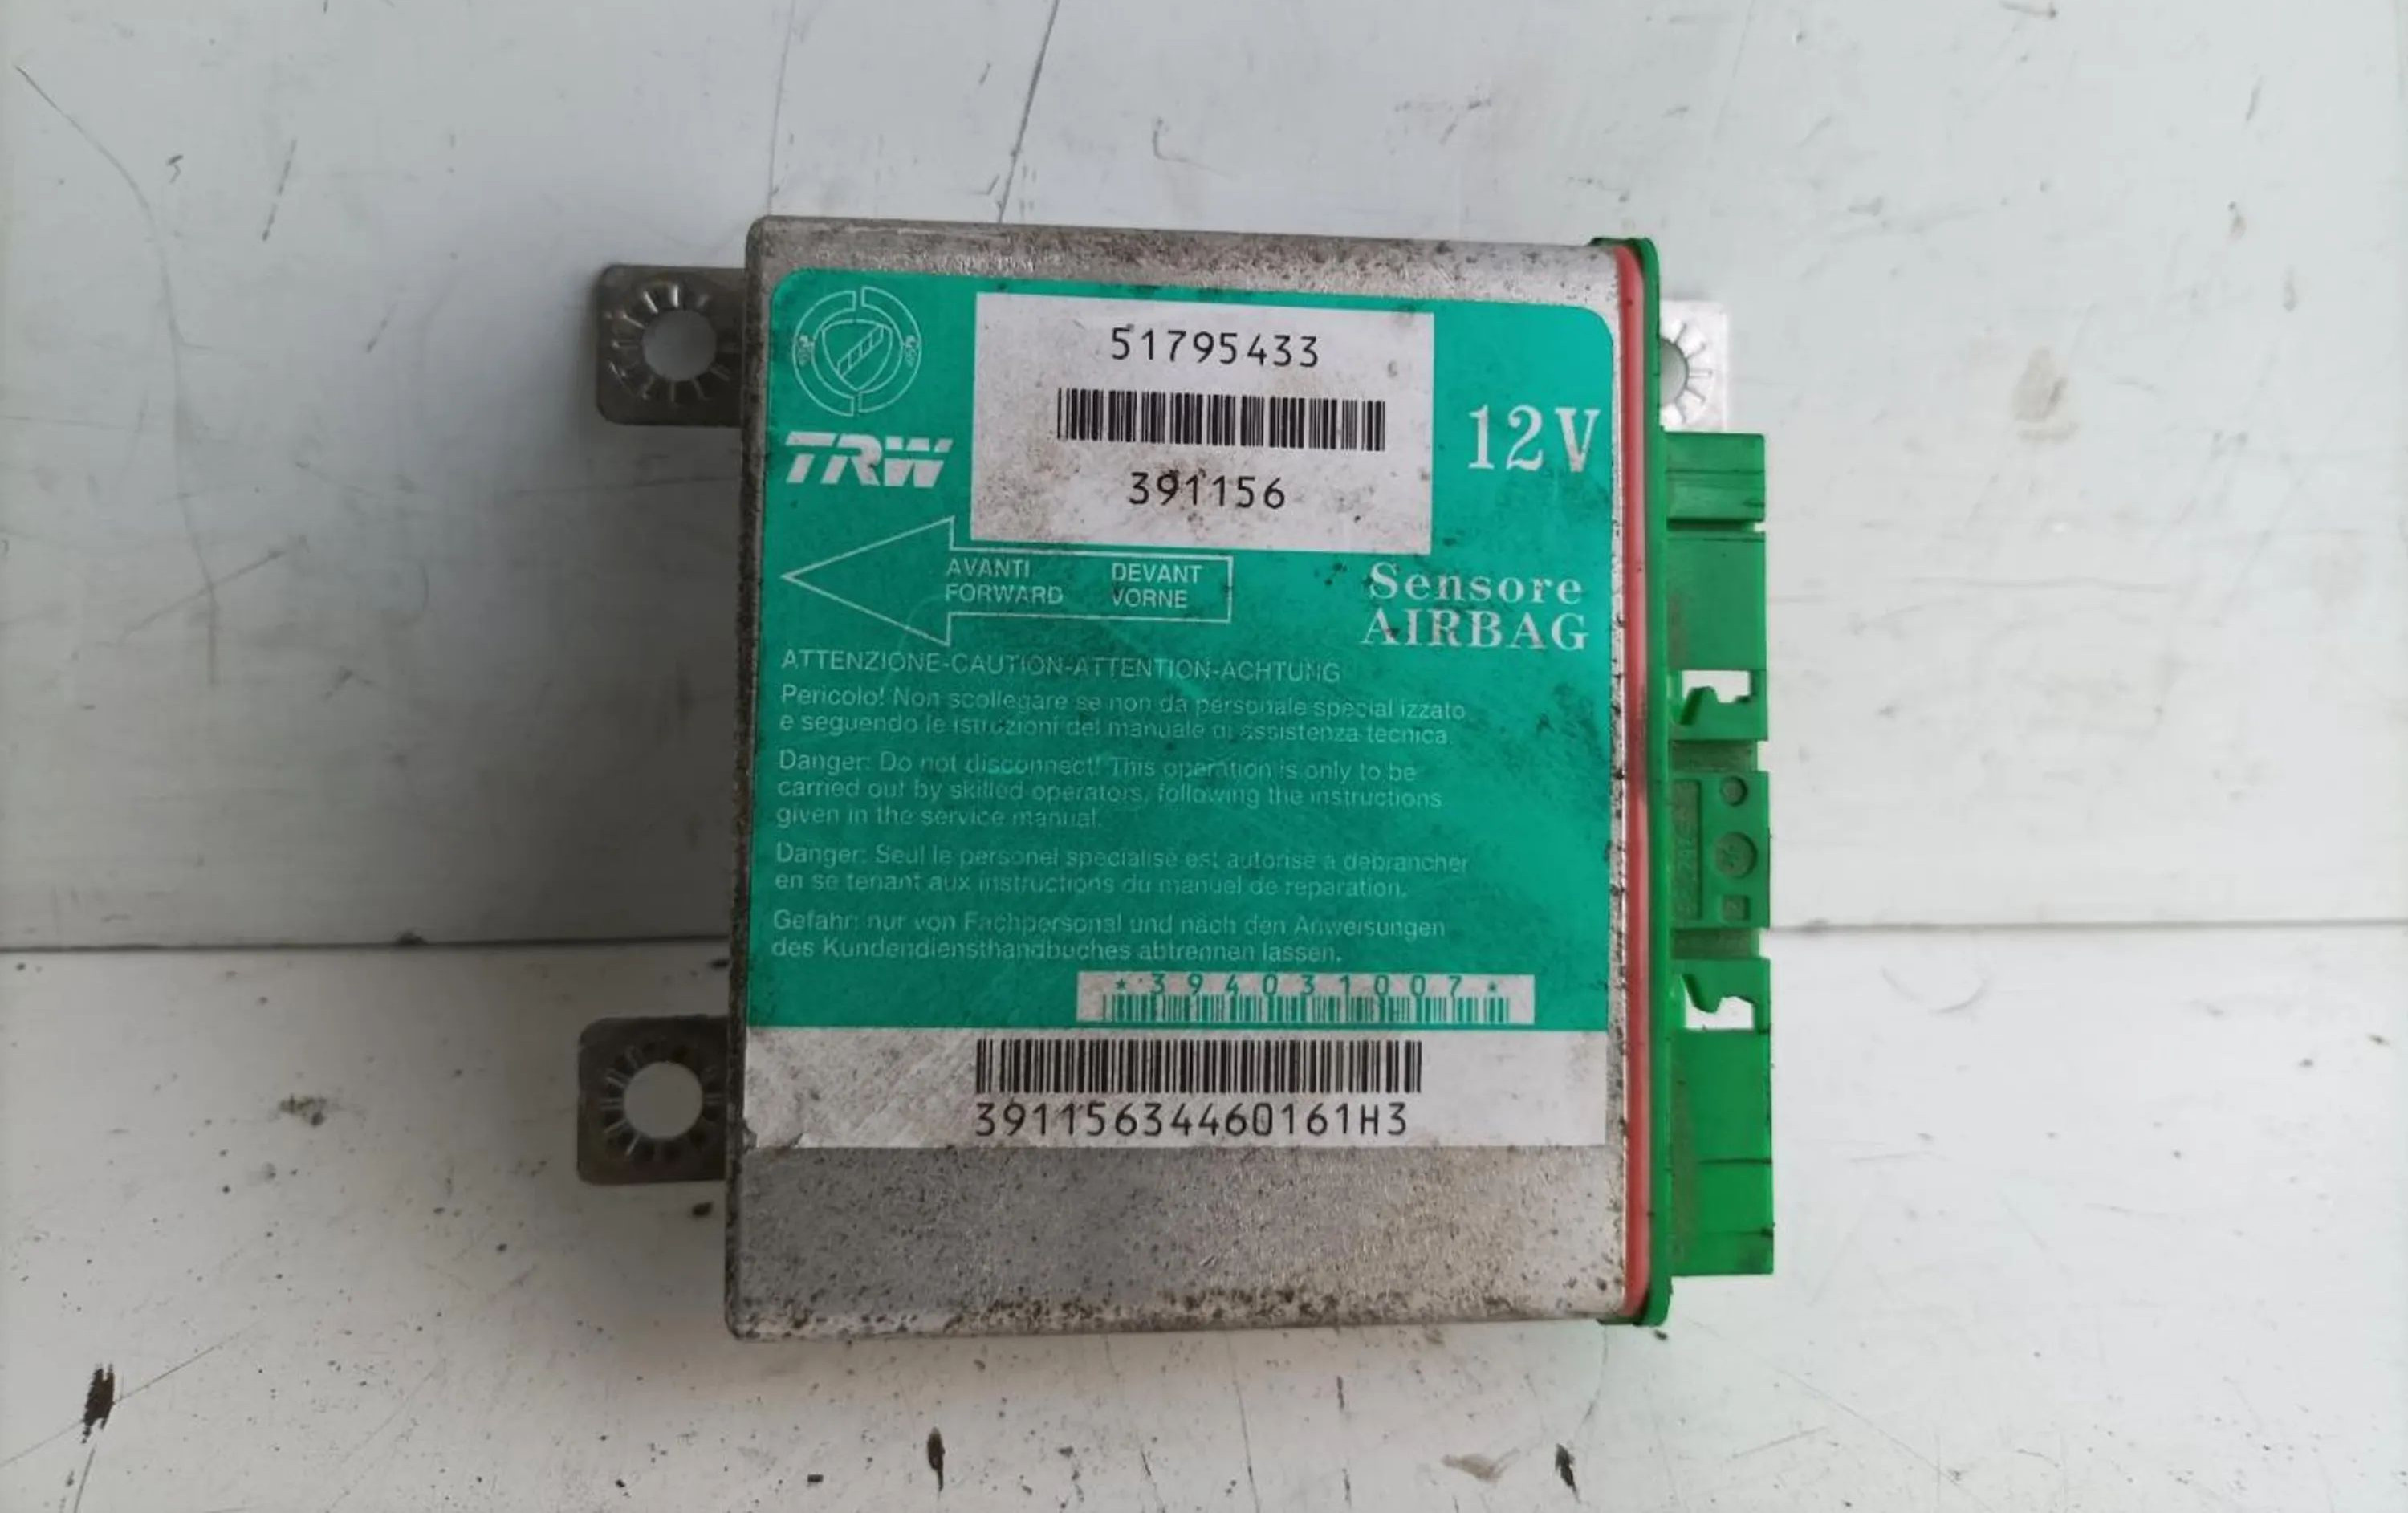 51795433
TRW
12V
391156
AVANTI DEVANT
FORWARD VORNE
Sensore
AIRBAG
ATTENZIONE-CAUTION-ATTENTION-ACHTUNG
Pericolo! Non scollegare se non da personale specializzato
e seguendo le istruzioni del manuale di assistenza tecnica.
Danger: Do not disconnect! This operation is only to be
carried out by skilled operators, following the instructions
given in the service manual.
Danger: Seul le personel specialise est autorise a debrancher
en se tenant aux instructions du manuel de reparation.
Gefahr: nur von Fachpersonal und nach den Anweisungen
des Kundendiensthandbuches abtrennen lassen.
*394031007*
39115634460161H3